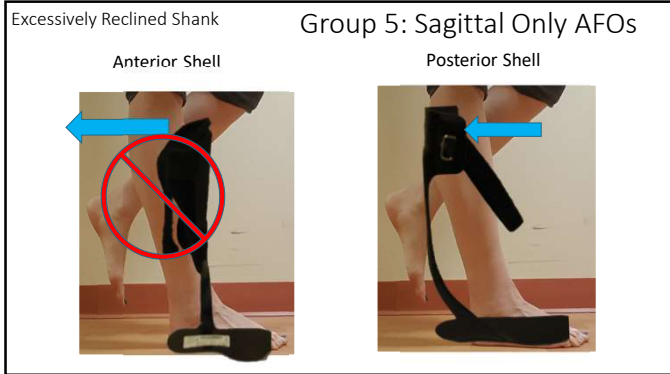 Excessively Reclined Shank
Group 5: Sagittal Only AFOs
Anterior Shell
Posterior Shell